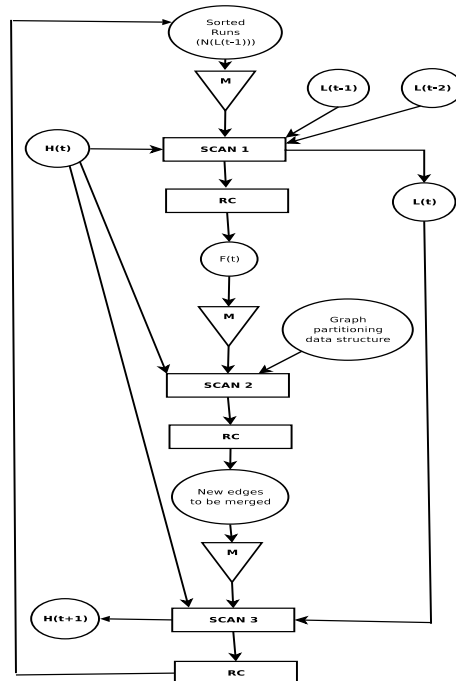 Sorted
Runs
(N(L(t-1)))
M
L(t-1)
L(t-2)
H(t)
SCAN 1
RC
L(t)
F(t)
M
Graph
partitioning
data structure
SCAN 2
RC
New edges
to be merged
M
H(t+1)
SCAN 3
RC